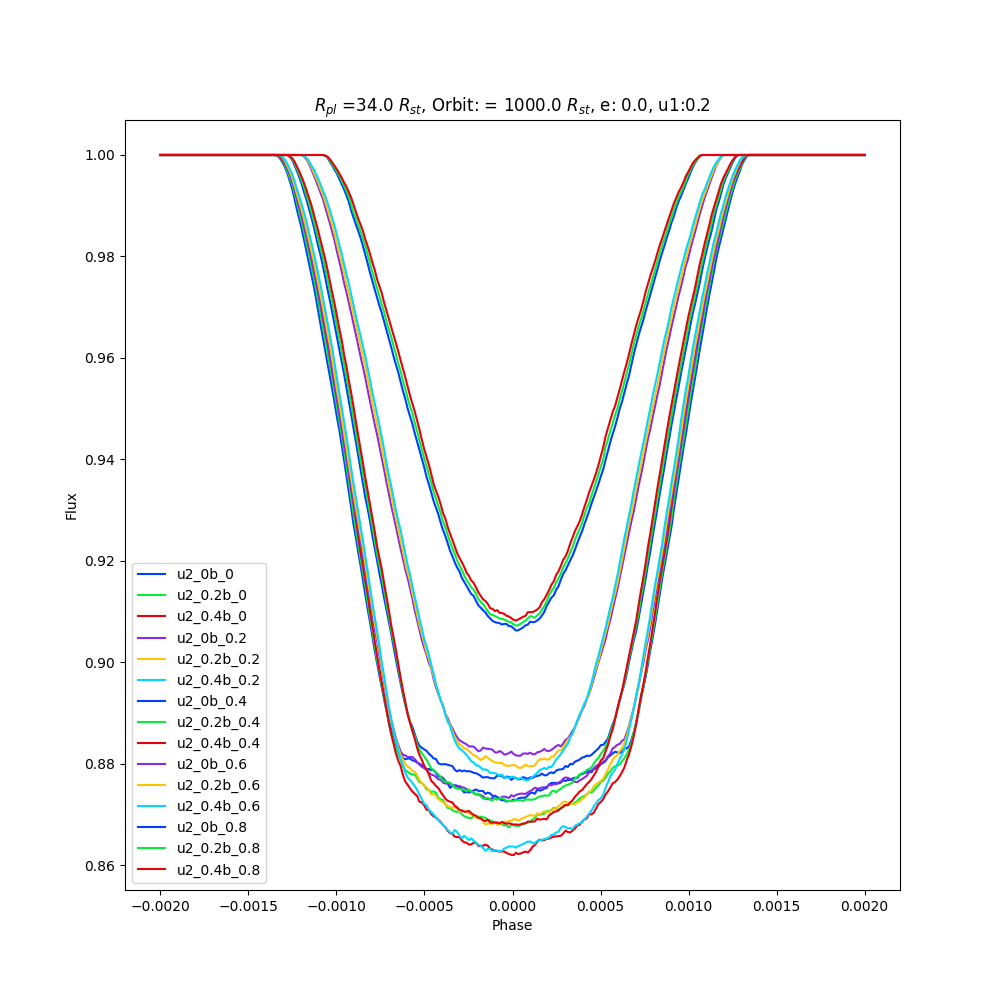 R_pl =34.0 R_st, Orbit: = 1000.0 R_st, e: 0.0, u1:0.2
1.00
0.98
0.96
0.94
0.92
0.90
0.88
0.86
Flux
u2_0b_0
u2_0.2b_0
u2_0.4b_0
u2_0b_0.2
u2_0.2b_0.2
u2_0.4b_0.2
u2_0b_0.4
u2_0.2b_0.4
u2_0.4b_0.4
u2_0b_0.6
u2_0.2b_0.6
u2_0.4b_0.6
u2_0b_0.8
u2_0.2b_0.8
u2_0.4b_0.8
−0.0020 −0.0015 −0.0010 −0.0005 0.0000 0.0005 0.0010 0.0015 0.0020
Phase